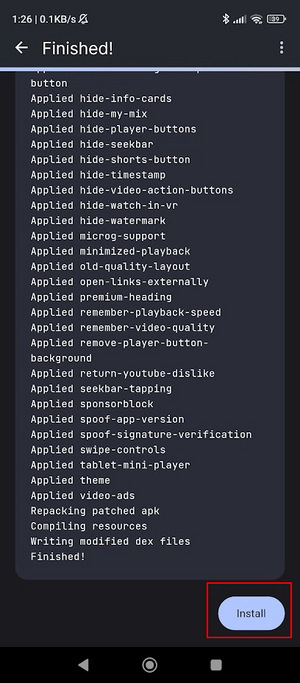 1:26 | 0.1KB/s
89
Finished!
button
Applied hide-info-cards
Applied hide-my-mix
Applied hide-player-buttons
Applied hide-seekbar
Applied hide-shorts-button
Applied hide-timestamp
Applied hide-video-action-buttons
Applied hide-watch-in-vr
Applied hide-watermark
Applied microg-support
Applied minimized-playback
Applied old-quality-layout
Applied open-links-externally
Applied premium-heading
Applied remember-playback-speed
Applied remember-video-quality
Applied remove-player-button-
background
Applied return-youtube-dislike
Applied seekbar-tapping
Applied sponsorblock
Applied spoof-app-version
Applied spoof-signature-verification
Applied swipe-controls
Applied tablet-mini-player
Applied theme
Applied video-ads
Repacking patched apk
Compiling resources
Writing modified dex files
Finished!
Install